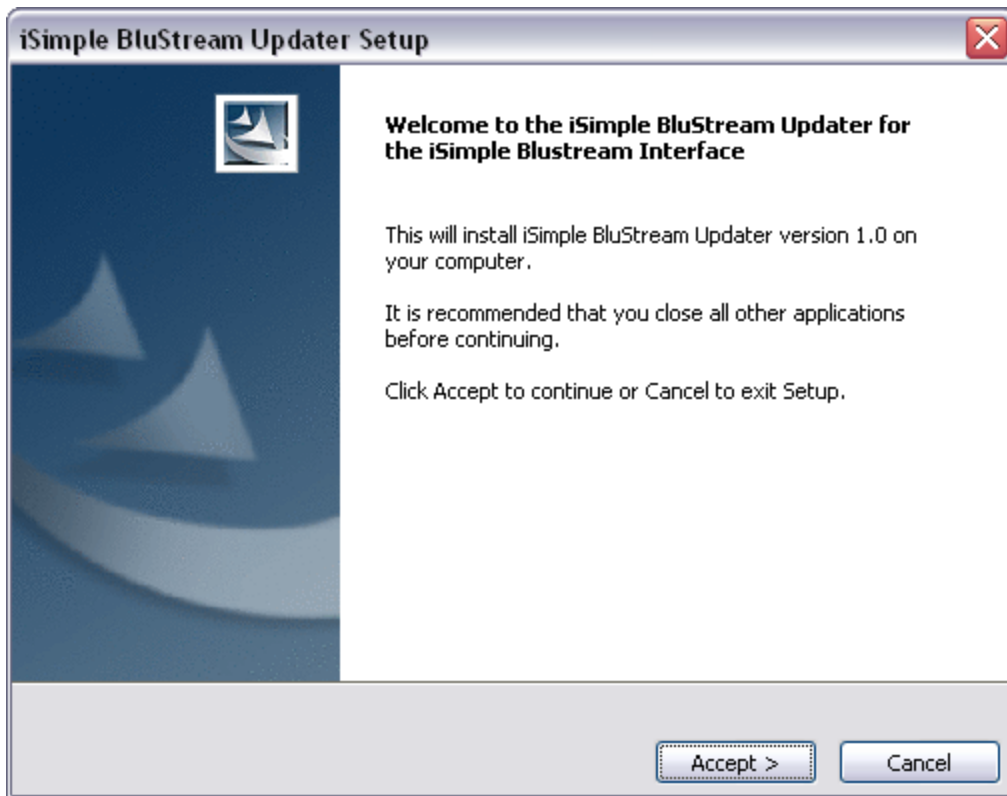 iSimple BluStream Updater Setup
Welcome to the iSimple BluStream Updater for
the iSimple Blustream Interface
This will install iSimple BluStream Updater version 1.0 on
your computer.
It is recommended that you close all other applications
before continuing.
Click Accept to continue or Cancel to exit Setup.
Accept >
Cancel